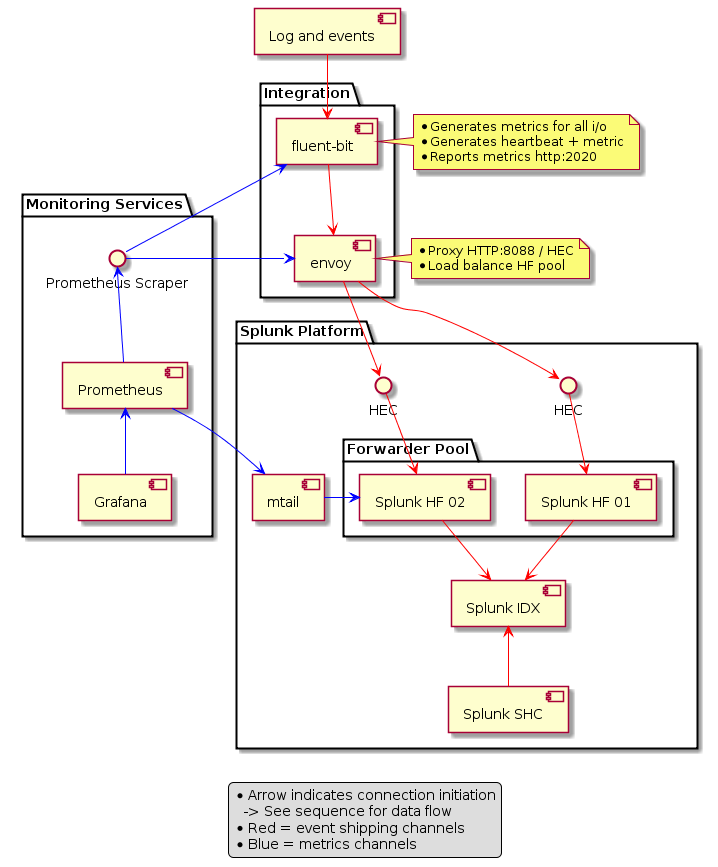 Log and events
Integration
fluent-bit
• Generates metrics for all i/o
• Generates heartbeat + metric
• Reports metrics http:2020
Monitoring Services
Prometheus Scraper
envoy
• Proxy HTTP:8088 / HEC
• Load balance HF pool
Splunk Platform
Prometheus
HEC
HEC
Forwarder Pool
Grafana
mtail
Splunk HF 02
Splunk HF 01
Splunk IDX
Splunk SHC
• Arrow indicates connection initiation
-> See sequence for data flow
• Red = event shipping channels
• Blue = metrics channels